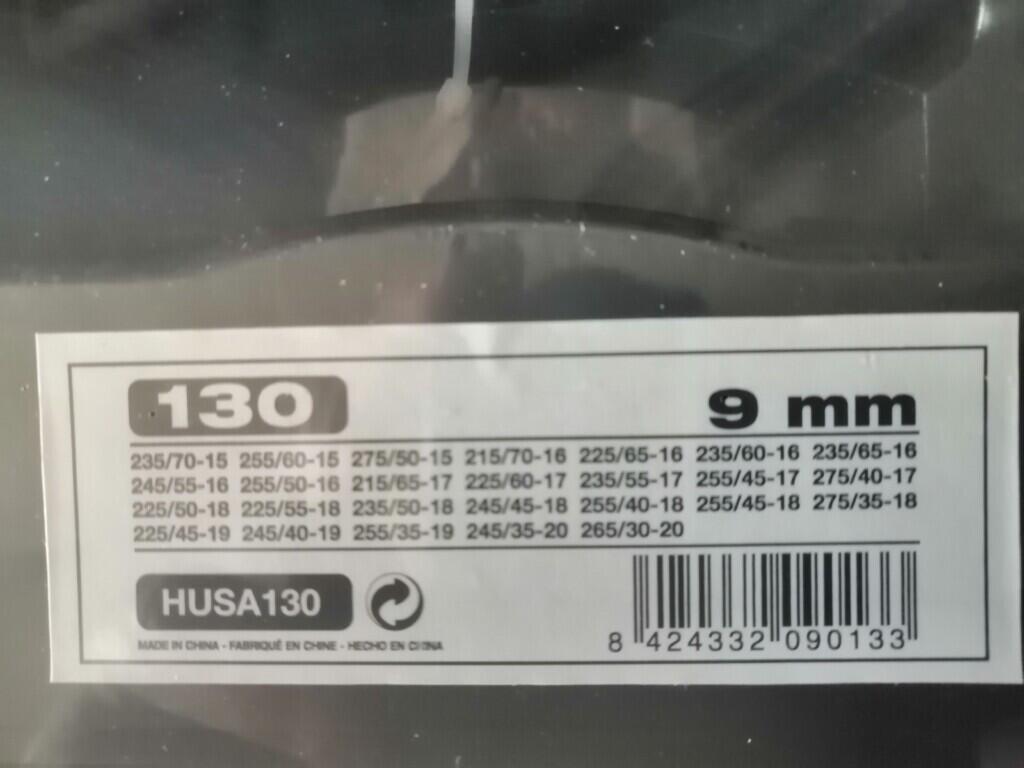 130 9 mm
235/70-15 255/60-15 275/50-15 215/70-16 225/65-16 235/60-16 235/65-16
245/55-16 255/50-16 215/65-17 225/60-17 235/55-17 255/45-17 275/40-17
225/50-18 225/55-18 235/50-18 245/45-18 255/40-18 255/45-18 275/35-18
225/45-19 245/40-19 255/35-19 245/35-20 265/30-20
HUSA130
MADE IN CHINA - FABRIQUÉ EN CHINE - HECHO EN CHINA
8 424332 090133